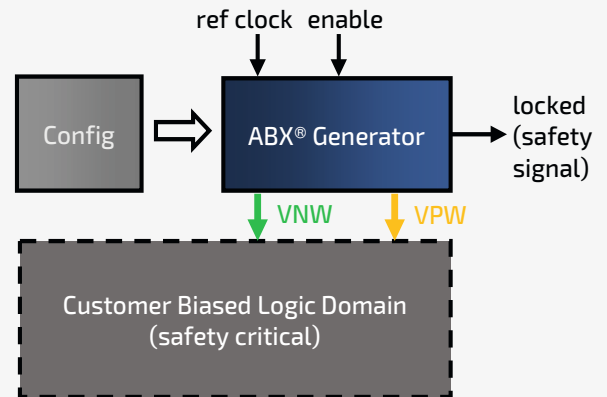 ref clock enable
Config
ABX® Generator
locked
(safety
signal)
VNW
VPW
Customer Biased Logic Domain
(safety critical)